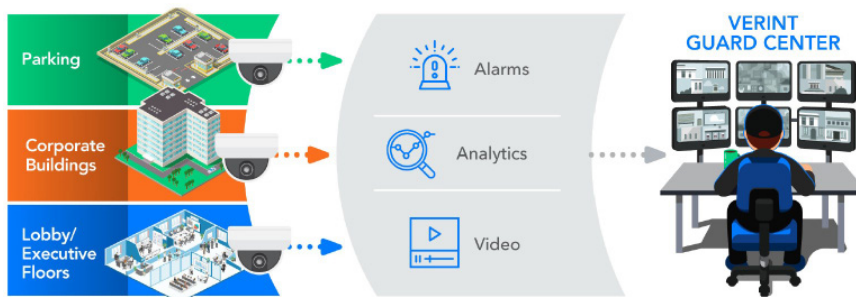 Parking
Corporate
Buildings
Lobby/
Executive
Floors
Alarms
Analytics
Video
VERINT
GUARD CENTER